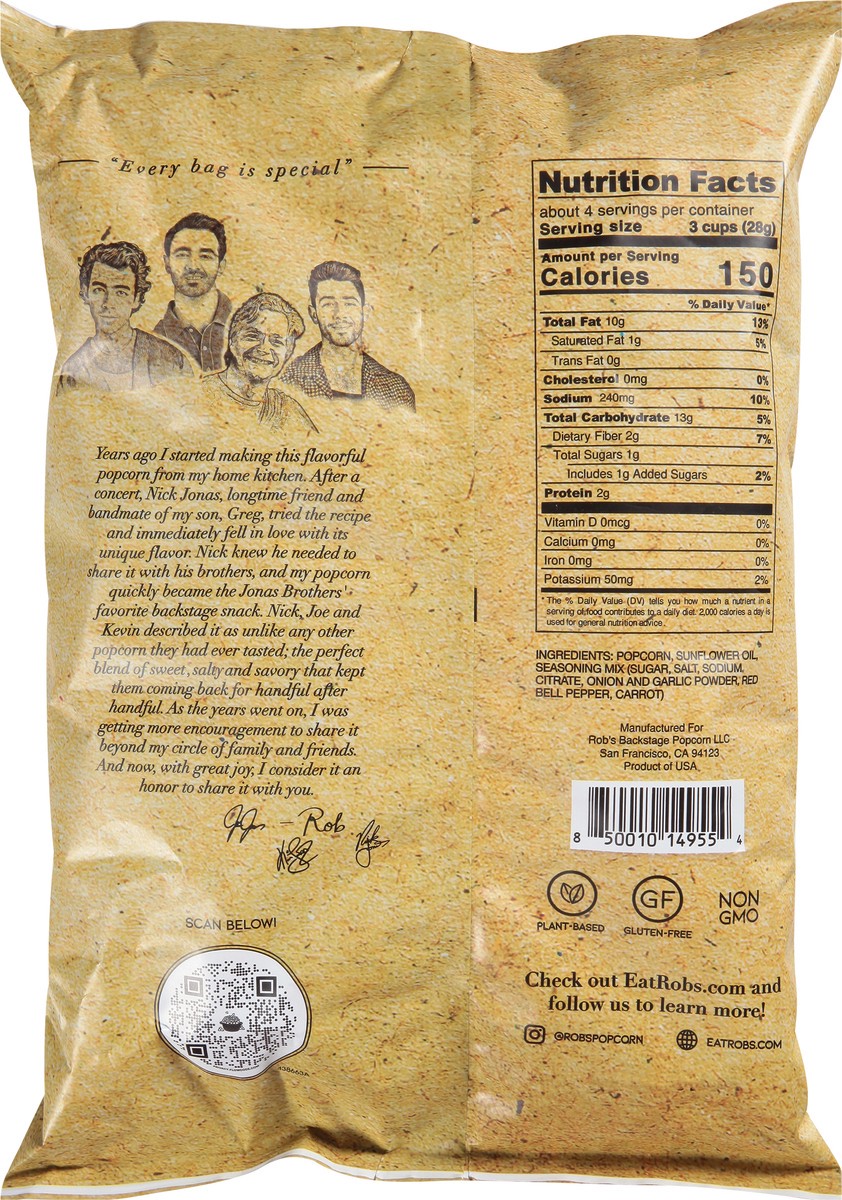 "Every bag is special"
Years ago I started making this flavorful
popcorn from my home kitchen. After a
concert, Nick Jonas, longtime friend and
bandmate of my son, Greg, tried the recipe
and immediately fell in love with its
unique flavor. Nick knew he needed to
share it with his brothers, and my popcorn
quickly became the Jonas Brothers'
favorite backstage snack. Nick, Joe and
Kevin described it as unlike any other
popcorn they had ever tasted; the perfect
blend of sweet, salty and savory that kept
them coming back for handful after
handful. As the years went on, I was
getting more encouragement to share it
beyond my circle of family and friends.
And now, with great joy, I consider it an
honor to share it with you.
– Rob
SCAN BELOW!
138663A
Nutrition Facts
about 4 servings per container
Serving size 3 cups (28g)
Amount per Serving
Calories 150
% Daily Value*
Total Fat 10g 13%
Saturated Fat 1g 5%
Trans Fat 0g
Cholesterol 0mg 0%
Sodium 240mg 10%
Total Carbohydrate 13g 5%
Dietary Fiber 2g 7%
Total Sugars 1g
Includes 1g Added Sugars 2%
Protein 2g
Vitamin D 0mcg 0%
Calcium 0mg 0%
Iron 0mg 0%
Potassium 50mg 2%
*The % Daily Value (DV) tells you how much a nutrient in a
serving of food contributes to a daily diet. 2,000 calories a day is
used for general nutrition advice.
INGREDIENTS: POPCORN, SUNFLOWER OIL,
SEASONING MIX (SUGAR, SALT, SODIUM
CITRATE, ONION AND GARLIC POWDER, RED
BELL PEPPER, CARROT)
Manufactured For
Rob's Backstage Popcorn LLC
San Francisco, CA 94123
Product of USA
8 50010 14955 4
PLANT-BASED
GF
GLUTEN-FREE
NON
GMO
Check out EatRobs.com and
follow us to learn more!
@ROBSPOPCORN EATROBS.COM